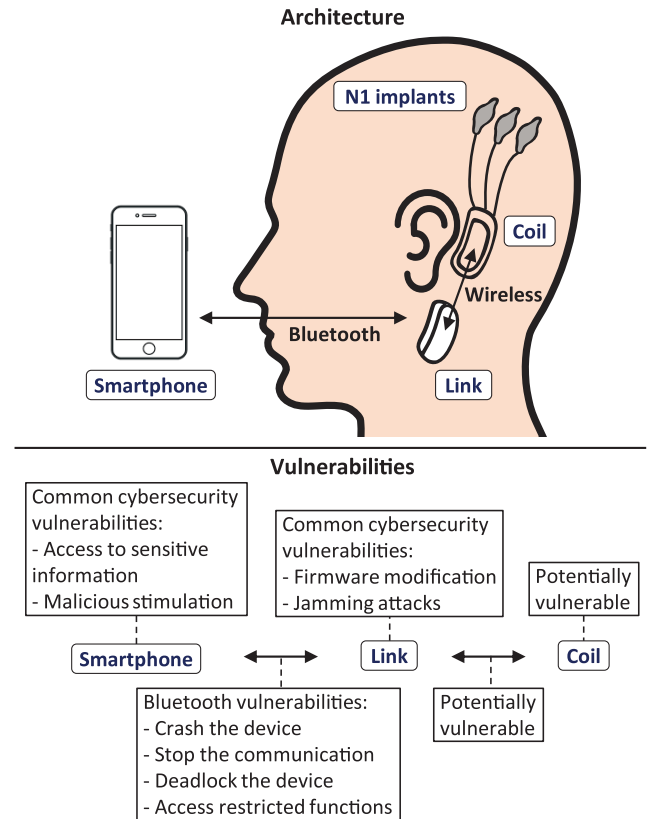 Architecture
N1 implants
Coil
Wireless
Bluetooth
Smartphone
Link
Vulnerabilities
Common cybersecurity
vulnerabilities:
- Access to sensitive
information
- Malicious stimulation
Common cybersecurity
vulnerabilities:
- Firmware modification
- Jamming attacks
Potentially
vulnerable
Smartphone
Link
Coil
Bluetooth vulnerabilities:
- Crash the device
- Stop the communication
- Deadlock the device
- Access restricted functions
Potentially
vulnerable